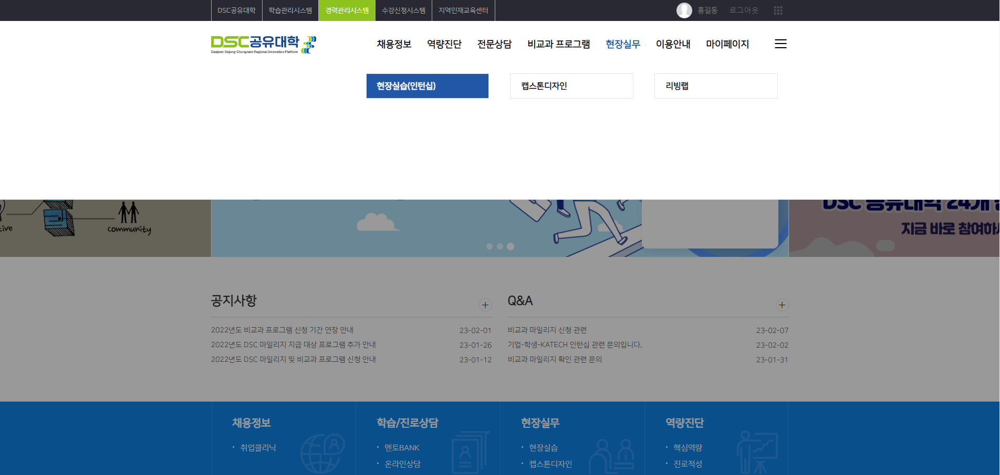 DSC공유대학 학습관리시스템 경력관리시스템 수강신청시스템 지역인재교육센터 홍길동 로그아웃
DSC공유대학
Daejeon·Sejong·Chungnam Regional Innovation Platform
채용정보 역량진단 전문상담 비교과 프로그램 현장실무 이용안내 마이페이지
현장실습(인턴십) 캡스톤디자인 리빙랩
community
DSC 공유대학 24개
지금 바로 참여하
공지사항
2022년도 비교과 프로그램 신청 기간 연장 안내 23-02-01
2022년도 DSC 마일리지 지급 대상 프로그램 추가 안내 23-01-26
2022년도 DSC 마일리지 및 비교과 프로그램 신청 안내 23-01-12
Q&A
비교과 마일리지 신청 관련 23-02-07
기업-학생-KATECH 인턴십 관련 문의입니다. 23-02-02
비교과 마일리지 확인 관련 문의 23-01-31
채용정보
· 취업클리닉
학습/진로상담
· 멘토BANK
· 온라인상담
현장실무
· 현장실습
· 캡스톤디자인
역량진단
· 핵심역량
· 진로적성